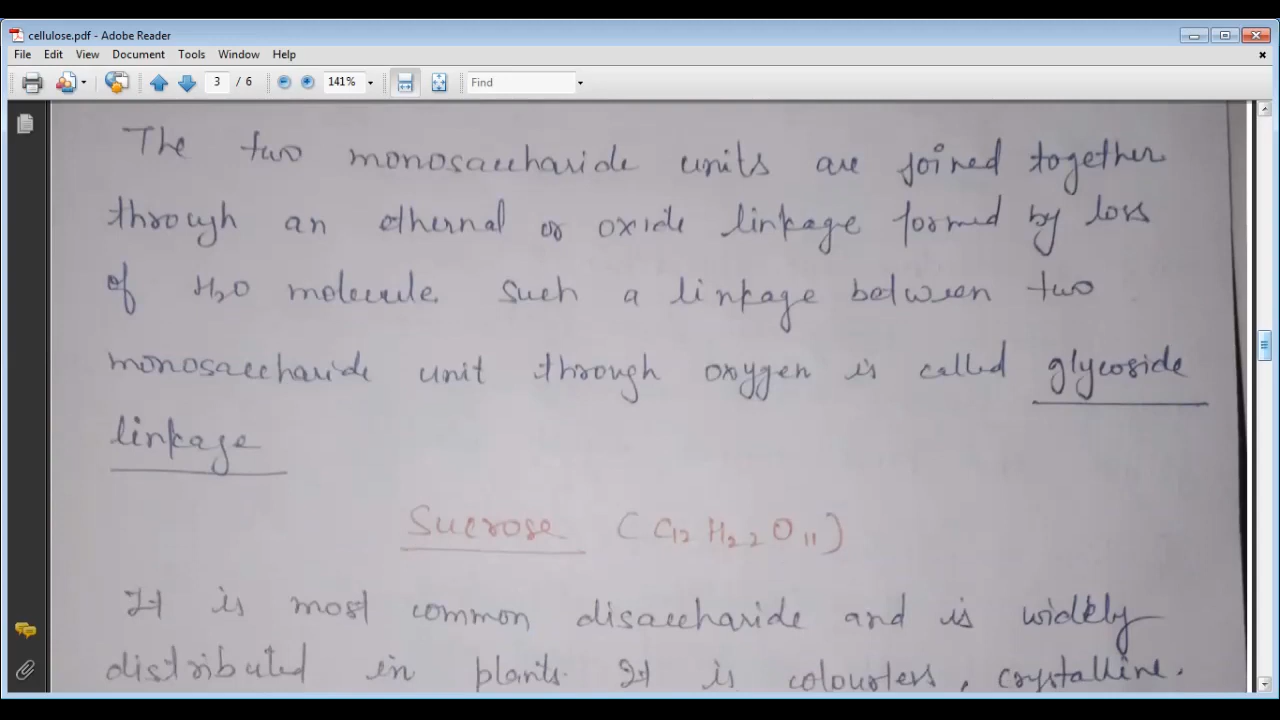 cellulose.pdf - Adobe Reader
File Edit View Document Tools Window Help
3 / 6 141% Find
The two monosaccharide units are joined together
through an ethernal or oxide linkage formed by loss
of H2O molecule. Such a linkage between two
monosaccharide unit through oxygen is called glycoside
linkage
Sucrose (C12 H22 O11)
It is most common disaccharide and is widely
distributed in plants. It is colourless, crystalline.